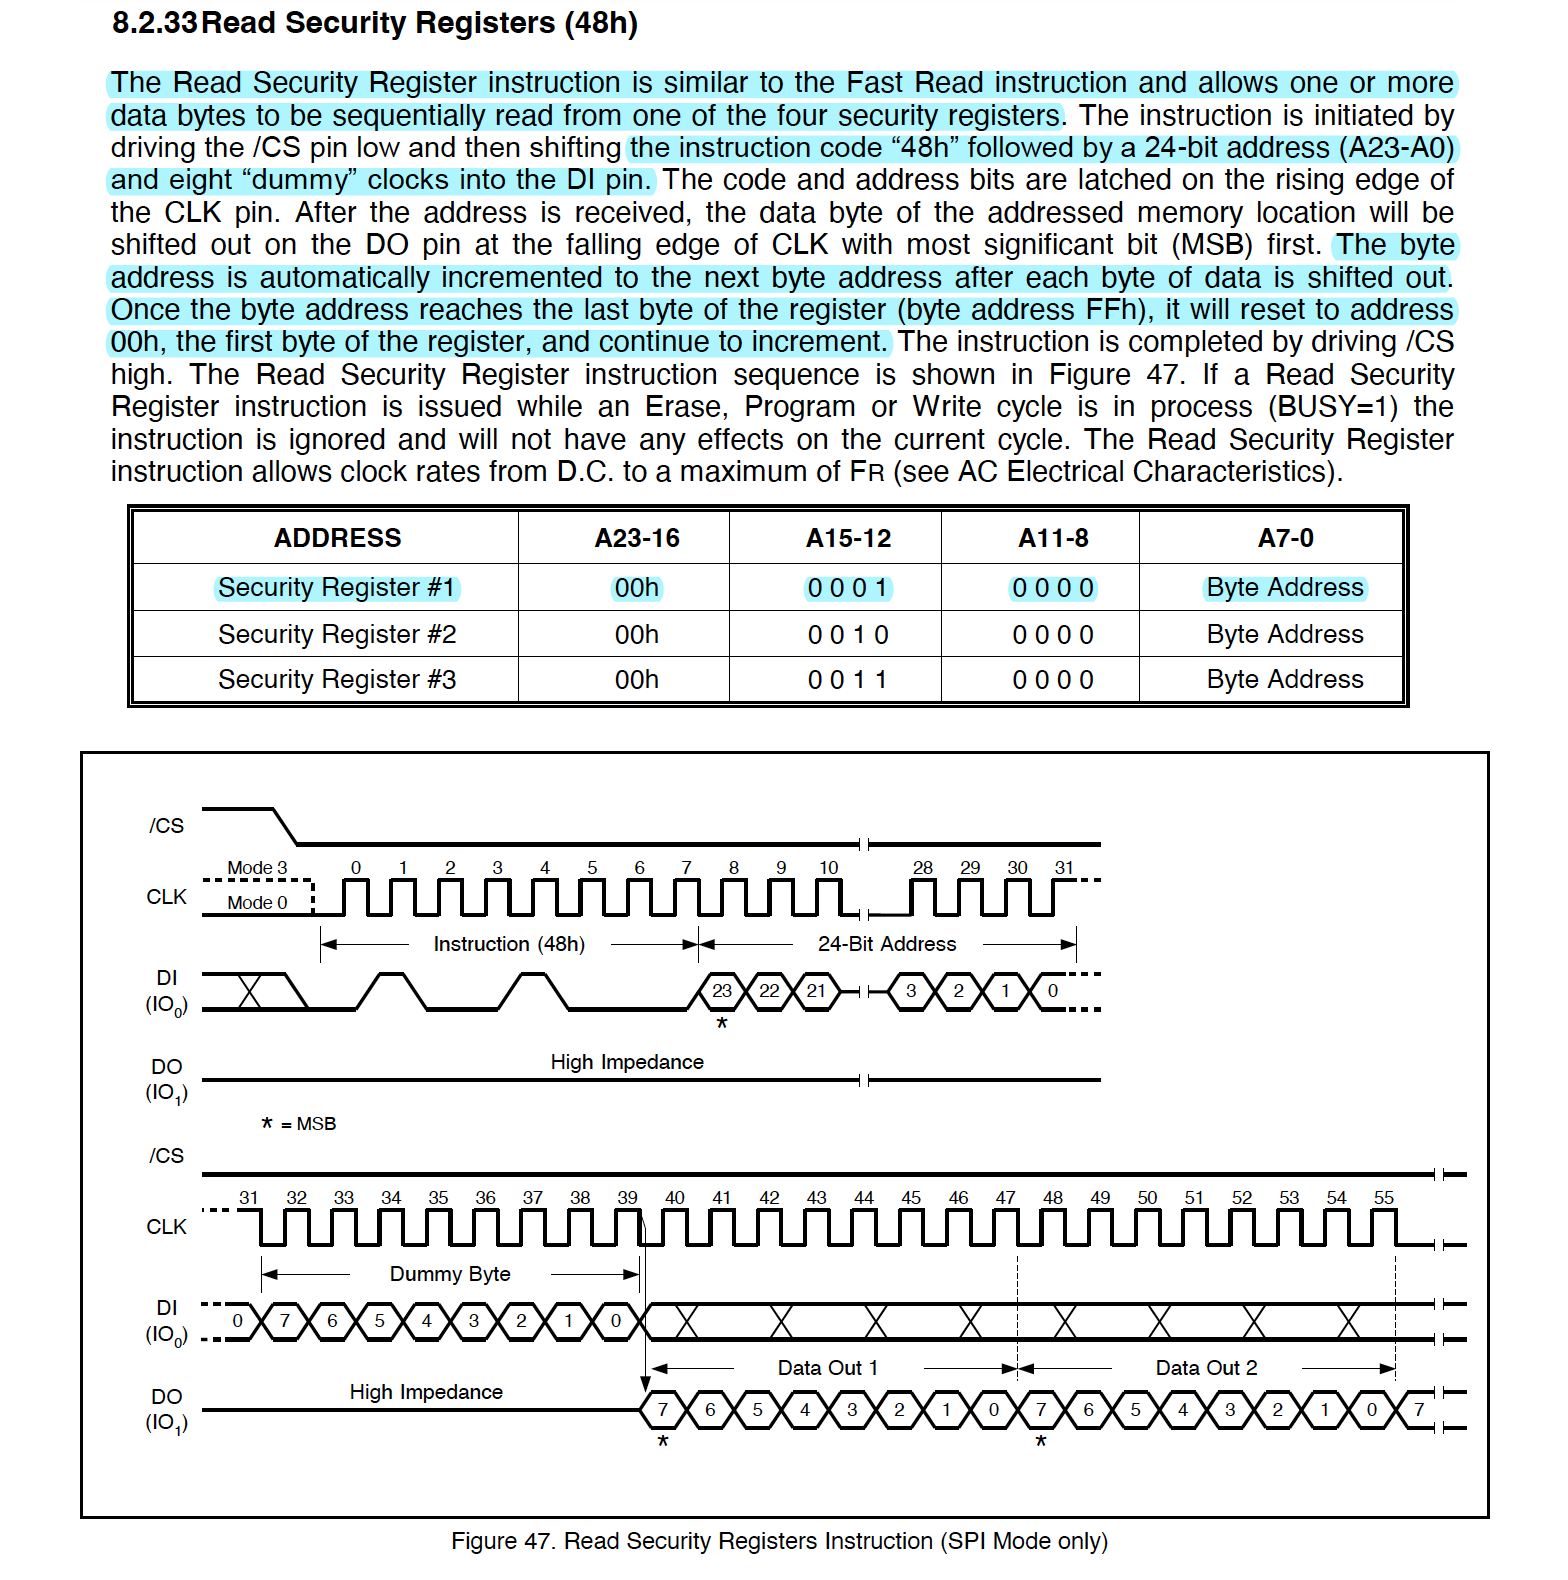 8.2.33 Read Security Registers (48h)
The Read Security Register instruction is similar to the Fast Read instruction and allows one or more
data bytes to be sequentially read from one of the four security registers. The instruction is initiated by
driving the /CS pin low and then shifting the instruction code “48h” followed by a 24-bit address (A23-A0)
and eight “dummy” clocks into the DI pin. The code and address bits are latched on the rising edge of
the CLK pin. After the address is received, the data byte of the addressed memory location will be
shifted out on the DO pin at the falling edge of CLK with most significant bit (MSB) first. The byte
address is automatically incremented to the next byte address after each byte of data is shifted out.
Once the byte address reaches the last byte of the register (byte address FFh), it will reset to address
00h, the first byte of the register, and continue to increment. The instruction is completed by driving /CS
high. The Read Security Register instruction sequence is shown in Figure 47. If a Read Security
Register instruction is issued while an Erase, Program or Write cycle is in process (BUSY=1) the
instruction is ignored and will not have any effects on the current cycle. The Read Security Register
instruction allows clock rates from D.C. to a maximum of FR (see AC Electrical Characteristics).
ADDRESS A23-16 A15-12 A11-8 A7-0
Security Register #1 00h 0 0 0 1 0 0 0 0 Byte Address
Security Register #2 00h 0 0 1 0 0 0 0 0 Byte Address
Security Register #3 00h 0 0 1 1 0 0 0 0 Byte Address
/CS
Mode 3 0 1 2 3 4 5 6 7 8 9 10 28 29 30 31
CLK
Mode 0
Instruction (48h) 24-Bit Address
DI
(IO0)
23 22 21 3 2 1 0
*
High Impedance
DO
(IO1)
* = MSB
/CS
31 32 33 34 35 36 37 38 39 40 41 42 43 44 45 46 47 48 49 50 51 52 53 54 55
CLK
Dummy Byte
DI
(IO0)
0 7 6 5 4 3 2 1 0
Data Out 1 Data Out 2
High Impedance
DO
(IO1)
7 6 5 4 3 2 1 0 7 6 5 4 3 2 1 0 7
* *
Figure 47. Read Security Registers Instruction (SPI Mode only)